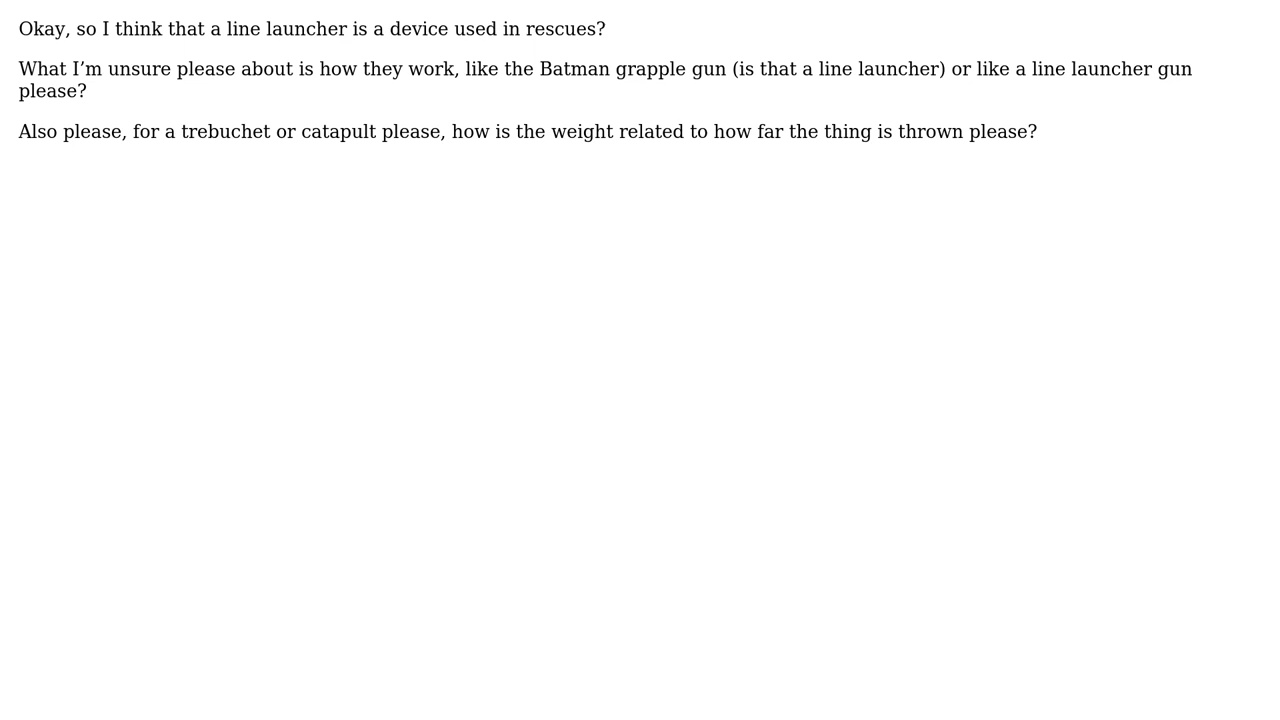 Okay, so I think that a line launcher is a device used in rescues?
What I’m unsure please about is how they work, like the Batman grapple gun (is that a line launcher) or like a line launcher gun
please?
Also please, for a trebuchet or catapult please, how is the weight related to how far the thing is thrown please?